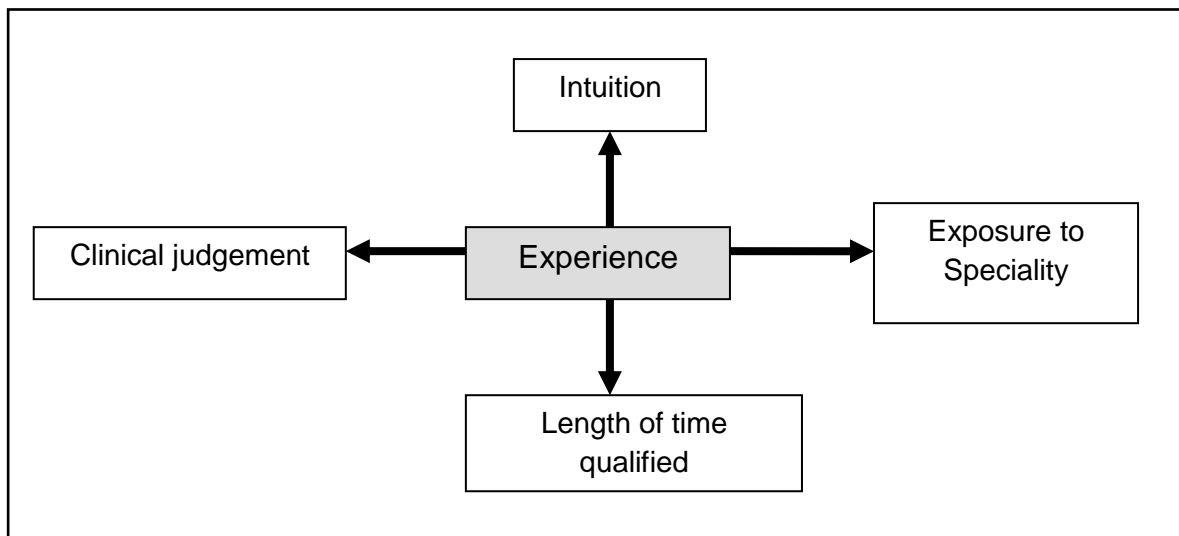 Intuition
Clinical judgement
Experience
Exposure to
Speciality
Length of time
qualified